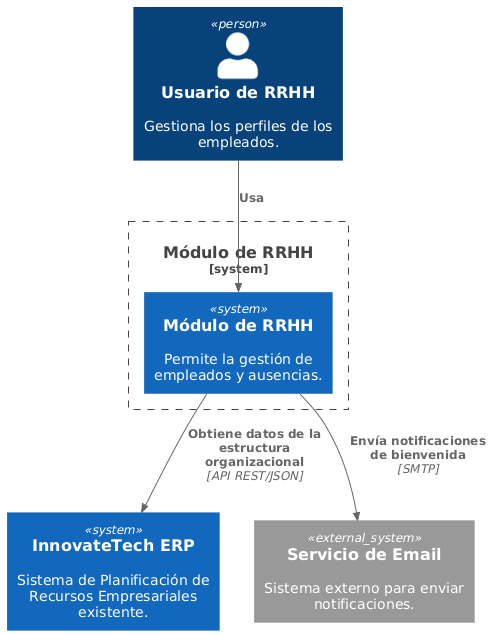 «person»
Usuario de RRHH
Gestiona los perfiles de los
empleados.
Usa
Módulo de RRHH
[system]
«system»
Módulo de RRHH
Permite la gestión de
empleados y ausencias.
Obtiene datos de la
estructura
organizacional
[API REST/JSON]
Envía notificaciones
de bienvenida
[SMTP]
«system»
InnovateTech ERP
Sistema de Planificación de
Recursos Empresariales
existente.
«external_system»
Servicio de Email
Sistema externo para enviar
notificaciones.